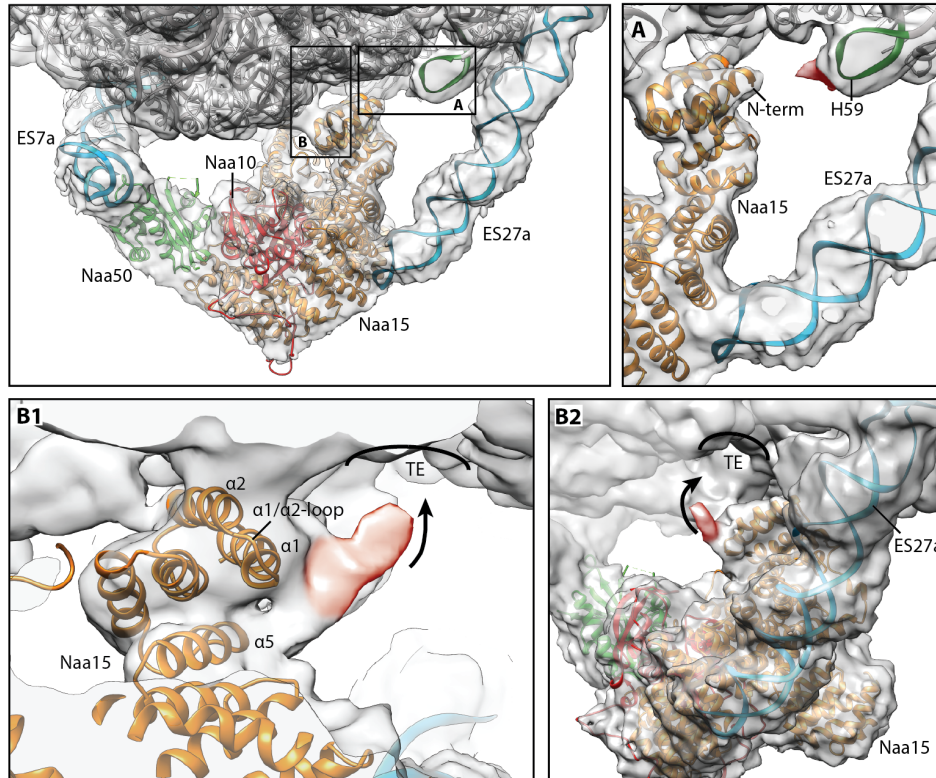 ES7a
Naa10
A
B
Naa50
ES27a
Naa15
A
N-term
H59
ES27a
Naa15
B1
TE
α2
α1/α2-loop
α1
α5
Naa15
B2
TE
ES27a
Naa15